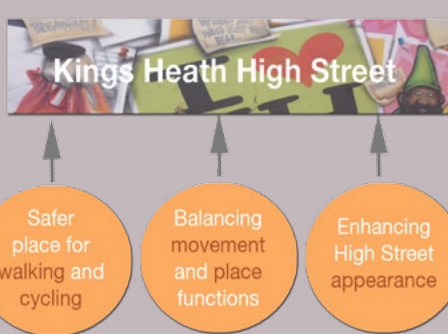 Kings Heath High Street
Safer
place for
walking and
cycling
Balancing
movement
and place
functions
Enhancing
High Street
appearance